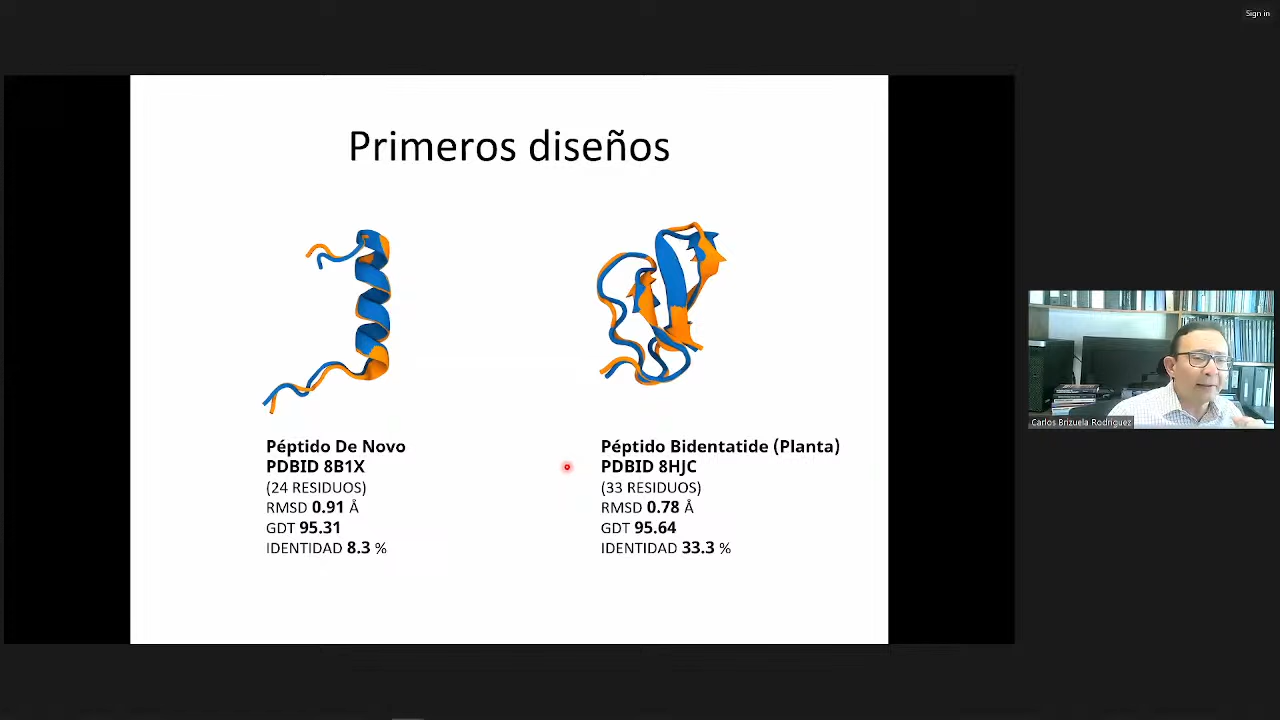 Sign in
Primeros diseños
Péptido De Novo
PDBID 8B1X
(24 RESIDUOS)
RMSD 0.91 Å
GDT 95.31
IDENTIDAD 8.3 %
Péptido Bidentatide (Planta)
PDBID 8HJC
(33 RESIDUOS)
RMSD 0.78 Å
GDT 95.64
IDENTIDAD 33.3 %
Carlos Brizuela Rodriguez